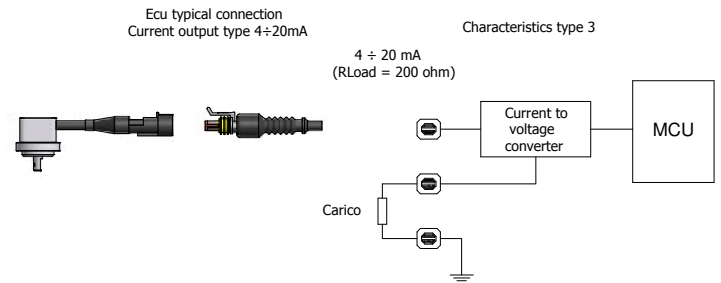 Ecu typical connection
Current output type 4÷20mA
Characteristics type 3
4 ÷ 20 mA
(RLoad = 200 ohm)
Current to
voltage
converter
MCU
Carico